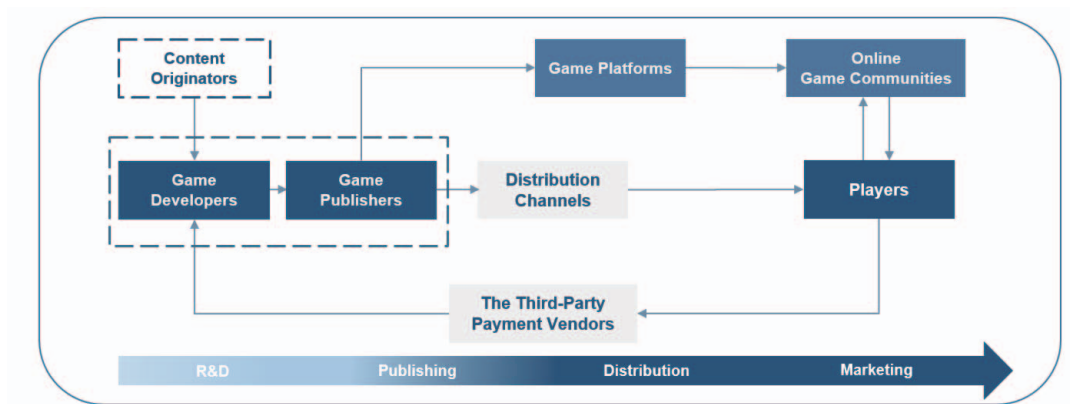 Content
Originators
Game Platforms
Online
Game Communities
Game
Developers
Game
Publishers
Distribution
Channels
Players
The Third-Party
Payment Vendors
R&D
Publishing
Distribution
Marketing